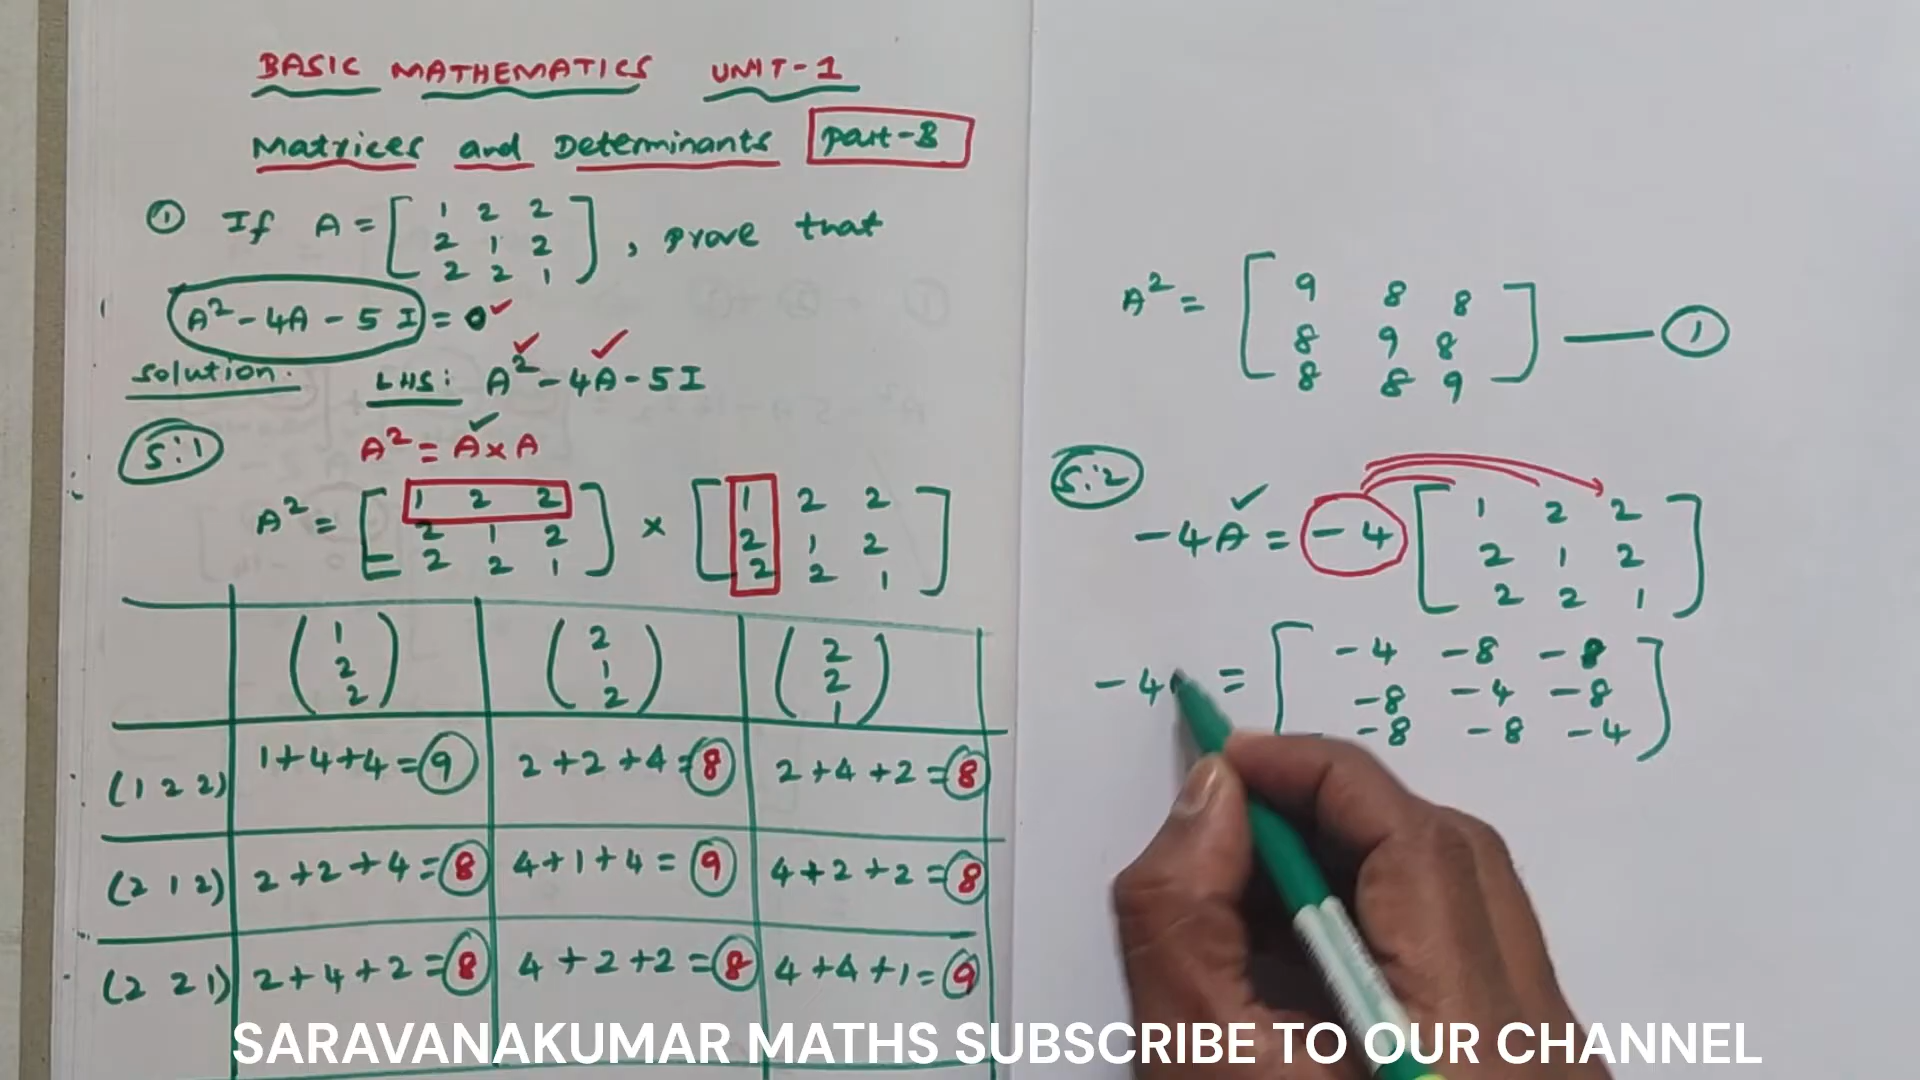 BASIC MATHEMATICS UNIT-1
Matrices and Determinants Part-B
① If A = [ 1 2 2
2 1 2
2 2 1 ] , prove that
A² - 4A - 5I = 0 ✓
Solution. LHS: A² - 4A - 5I
S:1 A² = A × A
A² = [ 1 2 2
2 1 2
2 2 1 ] × [ 1 2 2
2 1 2
2 2 1 ]
( 1 2 2 ) ( 2 1 2 ) ( 2 2 1 )
(1 2 2) 1+4+4=9 2+2+4=8 2+4+2=8
(2 1 2) 2+2+4=8 4+1+4=9 4+2+2=8
(2 2 1) 2+4+2=8 4+2+2=8 4+4+1=9
A² = [ 9 8 8
8 9 8
8 8 9 ] — ①
S:2
-4A = -4 [ 1 2 2
2 1 2
2 2 1 ]
-4 = [ -4 -8 -8
-8 -4 -8
-8 -8 -4 ]
SARAVANAKUMAR MATHS SUBSCRIBE TO OUR CHANNEL